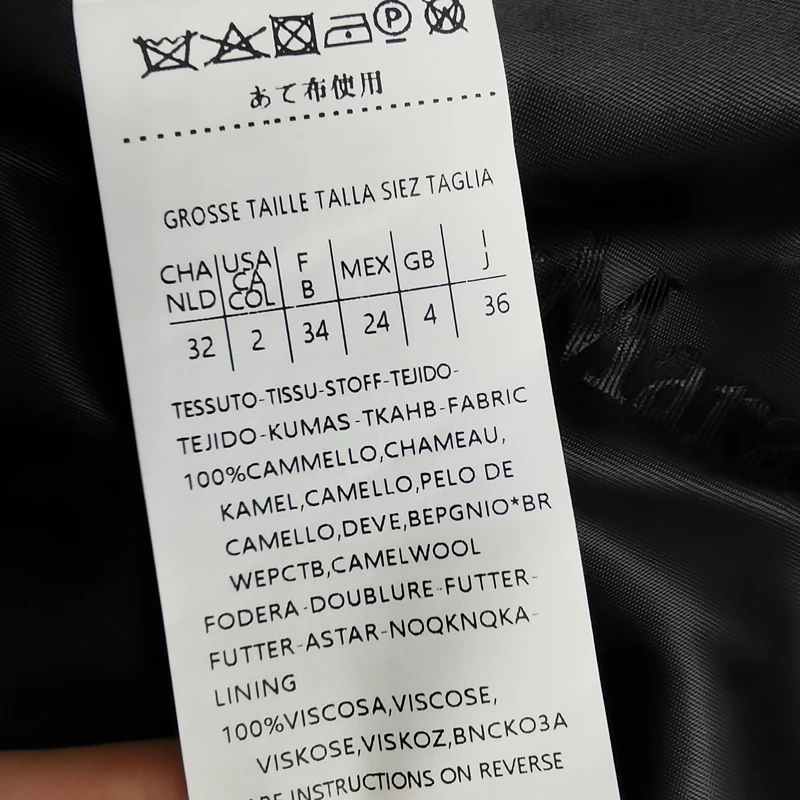 P
W
あて布使用
GROSSE TAILLE TALLA SIEZ TAGLIA
CHA NLD USA CA COL F B MEX GB I J
32 2 34 24 4 36
TESSUTO-TISSU-STOFF-TEJIDO-
TEJIDO-KUMAS-TKAHB-FABRIC
100%CAMMELLO,CHAMEAU,
KAMEL,CAMELLO,PELO DE
CAMELLO,DEVE,BEPGNIO*BR
WEPCTB,CAMELWOOL
FODERA-DOUBLURE-FUTTER-
FUTTER-ASTAR-NOQKNQKA-
LINING
100%VISCOSA,VISCOSE,
VISKOSE,VISKOZ,BNCKO3A
INSTRUCTIONS ON REVERSE